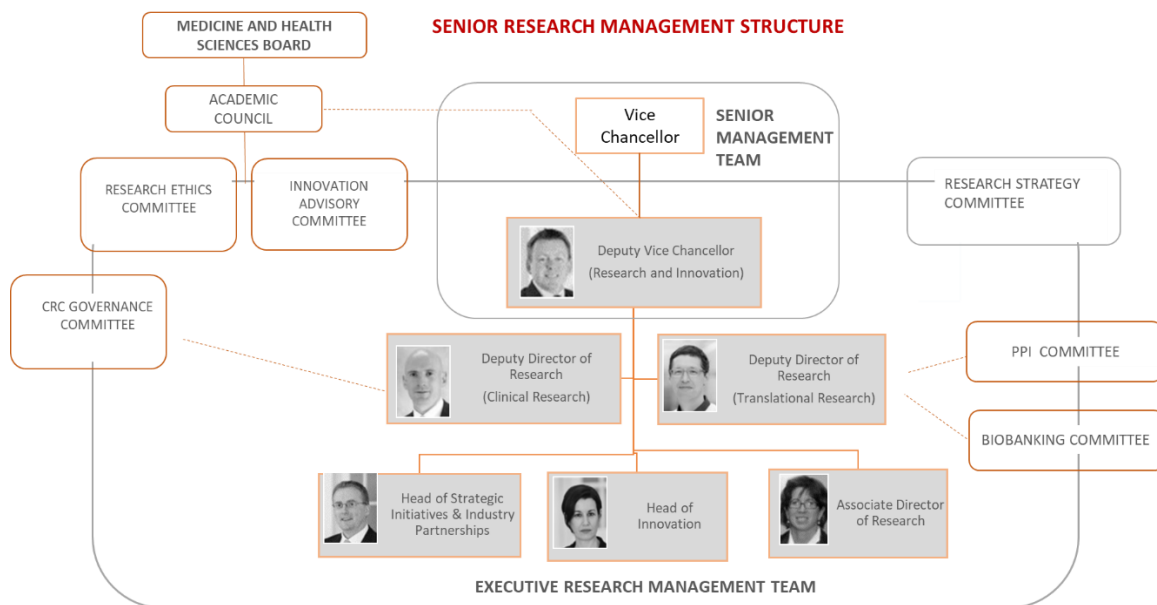 MEDICINE AND HEALTH
SCIENCES BOARD
SENIOR RESEARCH MANAGEMENT STRUCTURE
ACADEMIC
COUNCIL
Vice
Chancellor
SENIOR
MANAGEMENT
TEAM
RESEARCH ETHICS
COMMITTEE
INNOVATION
ADVISORY
COMMITTEE
RESEARCH STRATEGY
COMMITTEE
Deputy Vice Chancellor
(Research and Innovation)
CRC GOVERNANCE
COMMITTEE
Deputy Director of
Research
(Clinical Research)
Deputy Director of
Research
(Translational Research)
PPI COMMITTEE
BIOBANKING COMMITTEE
Head of Strategic
Initiatives & Industry
Partnerships
Head of
Innovation
Associate Director
of Research
EXECUTIVE RESEARCH MANAGEMENT TEAM